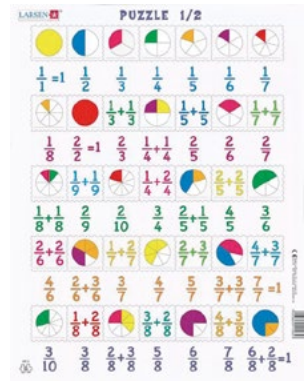 LARSEN PUZZLE 1/2
1/1 =1 1/2 1/3 1/4 1/5 1/6 1/7
1/3+1/3 1/5+1/5 1/7+1/7
1/8 2/2 =1 2/3 1/4+1/4 2/5 2/6 2/7
1/9+1/9 1/4+2/4 2/5+2/5
1/8+1/8 2/9 2/10 3/4 2/5+1/5 4/5 3/6
2/6+2/6 1/7+2/7 2/7+3/7 4/7+3/7
4/6 2/6+3/6 3/7 4/7 5/7 3/7+3/7 7/7 =1
1/8+2/8 3/8+2/8 4/8+3/8
3/10 3/8 2/8+3/8 5/8 6/8 7/8 6/8+2/8=1